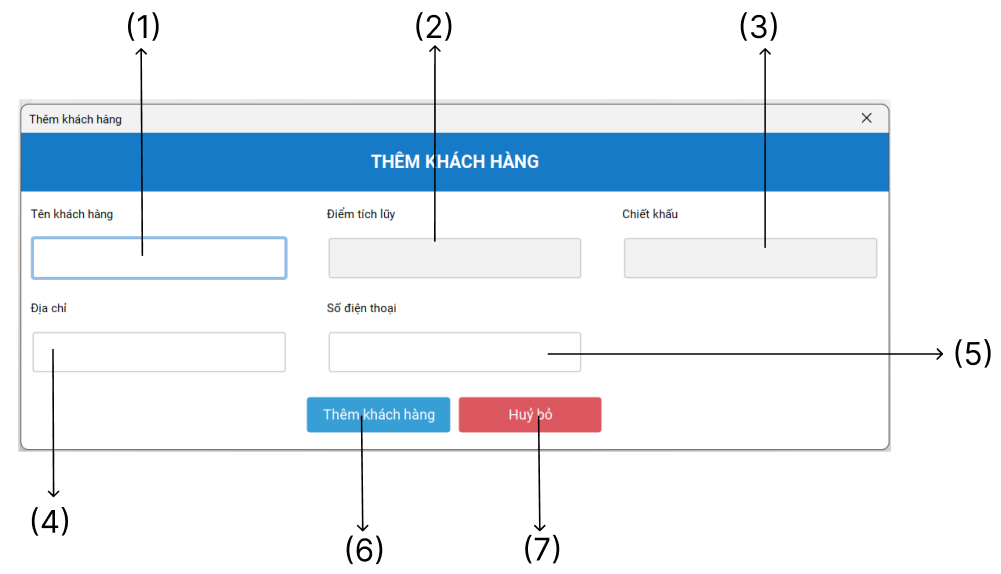 (1)
(2)
(3)
Thêm khách hàng
THÊM KHÁCH HÀNG
Tên khách hàng
Điểm tích lũy
Chiết khấu
Địa chỉ
Số điện thoại
(5)
Thêm khách hàng
Huỷ bỏ
(4)
(6)
(7)